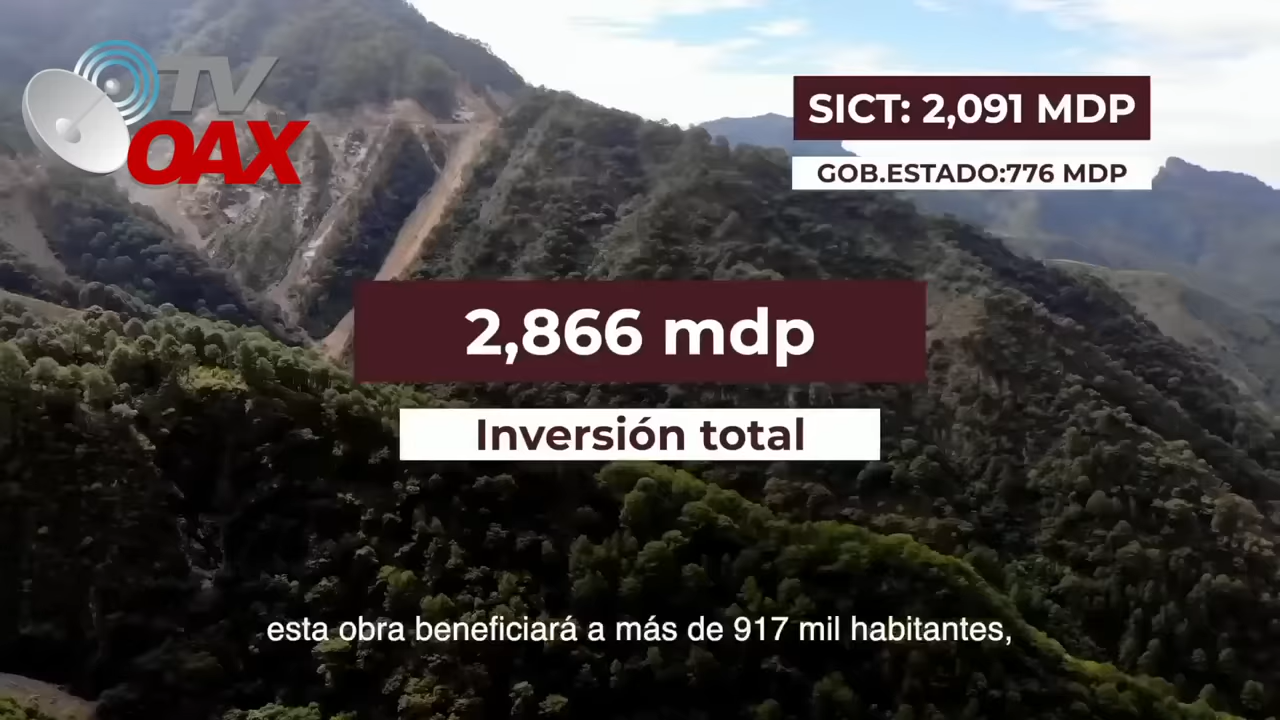 TV
OAX
SICT: 2,091 MDP
GOB.ESTADO:776 MDP
2,866 mdp
Inversión total
esta obra beneficiará a más de 917 mil habitantes,